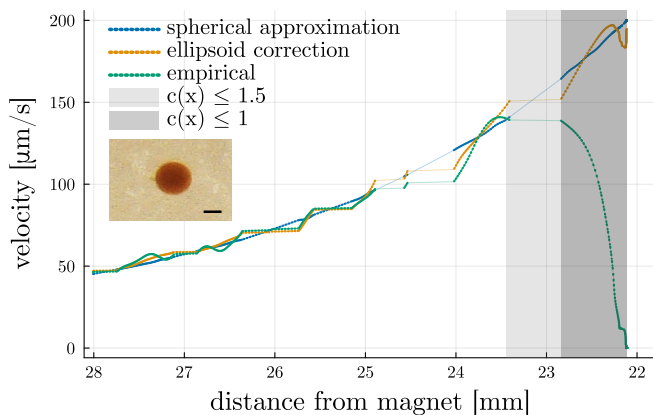 200
150
100
50
0
velocity [μm/s]
spherical approximation
ellipsoid correction
empirical
c(x) ≤ 1.5
c(x) ≤ 1
28 27 26 25 24 23 22
distance from magnet [mm]